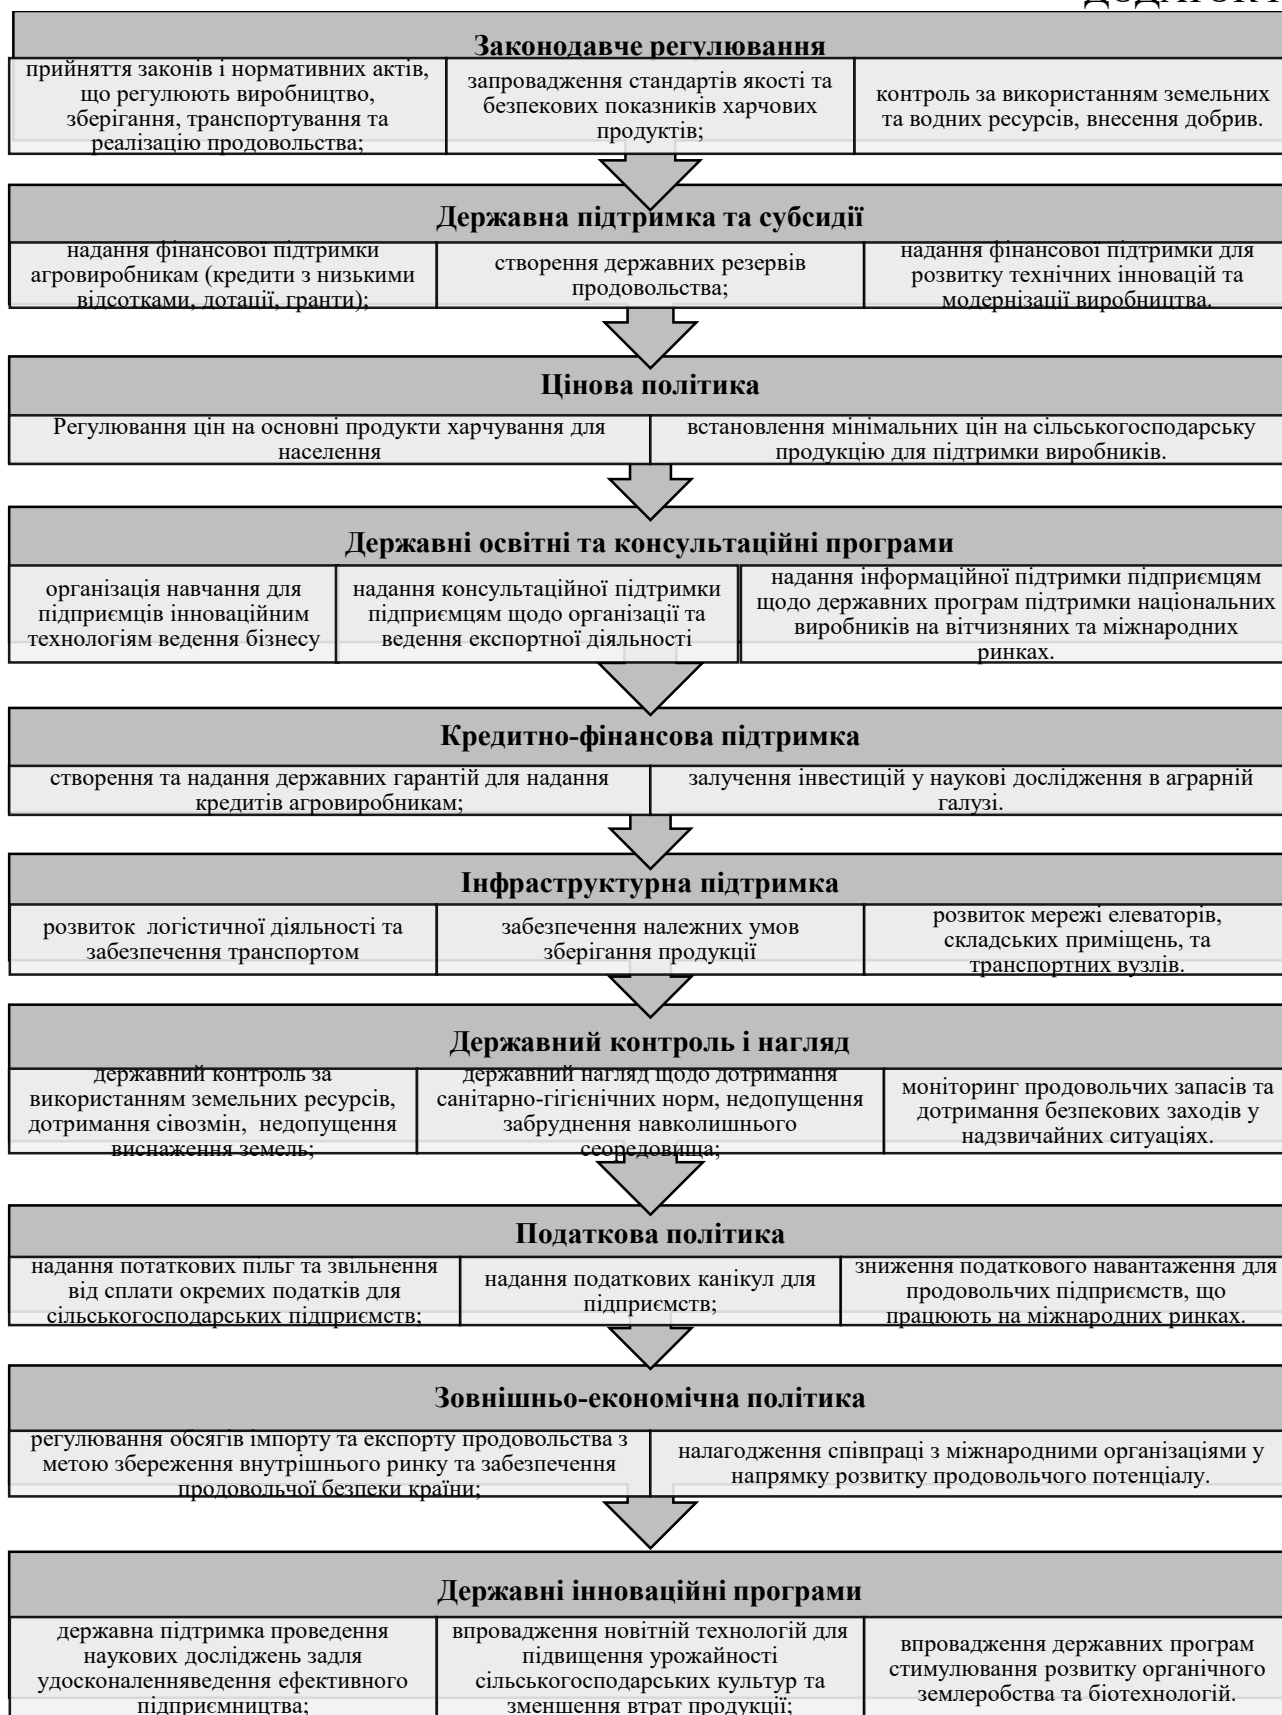 ДОДАТОК
Законодавче регулювання
прийняття законів і нормативних актів,
що регулюють виробництво,
зберігання, транспортування та
реалізацію продовольства;
запровадження стандартів якості та
безпекових показників харчових
продуктів;
контроль за використанням земельних
та водних ресурсів, внесення добрив.
Державна підтримка та субсидії
надання фінансової підтримки
агровиробникам (кредити з низькими
відсотками, дотації, гранти);
створення державних резервів
продовольства;
надання фінансової підтримки для
розвитку технічних інновацій та
модернізації виробництва.
Цінова політика
Регулювання цін на основні продукти харчування для
населення
встановлення мінімальних цін на сільськогосподарську
продукцію для підтримки виробників.
Державні освітні та консультаційні програми
організація навчання для
підприємців інноваційним
технологіям ведення бізнесу
надання консультаційної підтримки
підприємцям щодо організації та
ведення експортної діяльності
надання інформаційної підтримки підприємцям
щодо державних програм підтримки національних
виробників на вітчизняних та міжнародних
ринках.
Кредитно-фінансова підтримка
створення та надання державних гарантій для надання
кредитів агровиробникам;
залучення інвестицій у наукові дослідження в аграрній
галузі.
Інфраструктурна підтримка
розвиток логістичної діяльності та
забезпечення транспортом
забезпечення належних умов
зберігання продукції
розвиток мережі елеваторів,
складських приміщень, та
транспортних вузлів.
Державний контроль і нагляд
державний контроль за
використанням земельних ресурсів,
дотримання сівозмін, недопущення
виснаження земель;
державний нагляд щодо дотримання
санітарно-гігієнічних норм, недопущення
забруднення навколишнього
сеоредовища;
моніторинг продовольчих запасів та
дотримання безпекових заходів у
надзвичайних ситуаціях.
Податкова політика
надання потаткових пільг та звільнення
від сплати окремих податків для
сільськогосподарських підприємств;
надання податкових канікул для
підприємств;
зниження податкового навантаження для
продовольчих підприємств, що
працюють на міжнародних ринках.
Зовнішньо-економічна політика
регулювання обсягів імпорту та експорту продовольства з
метою збереження внутрішнього ринку та забезпечення
продовольчої безпеки країни;
налагодження співпраці з міжнародними організаціями у
напрямку розвитку продовольчого потенціалу.
Державні інноваційні програми
державна підтримка проведення
наукових досліджень задля
удосконаленняведення ефективного
підприємництва;
впровадження новітній технологій для
підвищення урожайності
сільськогосподарських культур та
зменшення втрат продукції;
впровадження державних програм
стимулювання розвитку органічного
землеробства та біотехнологій.